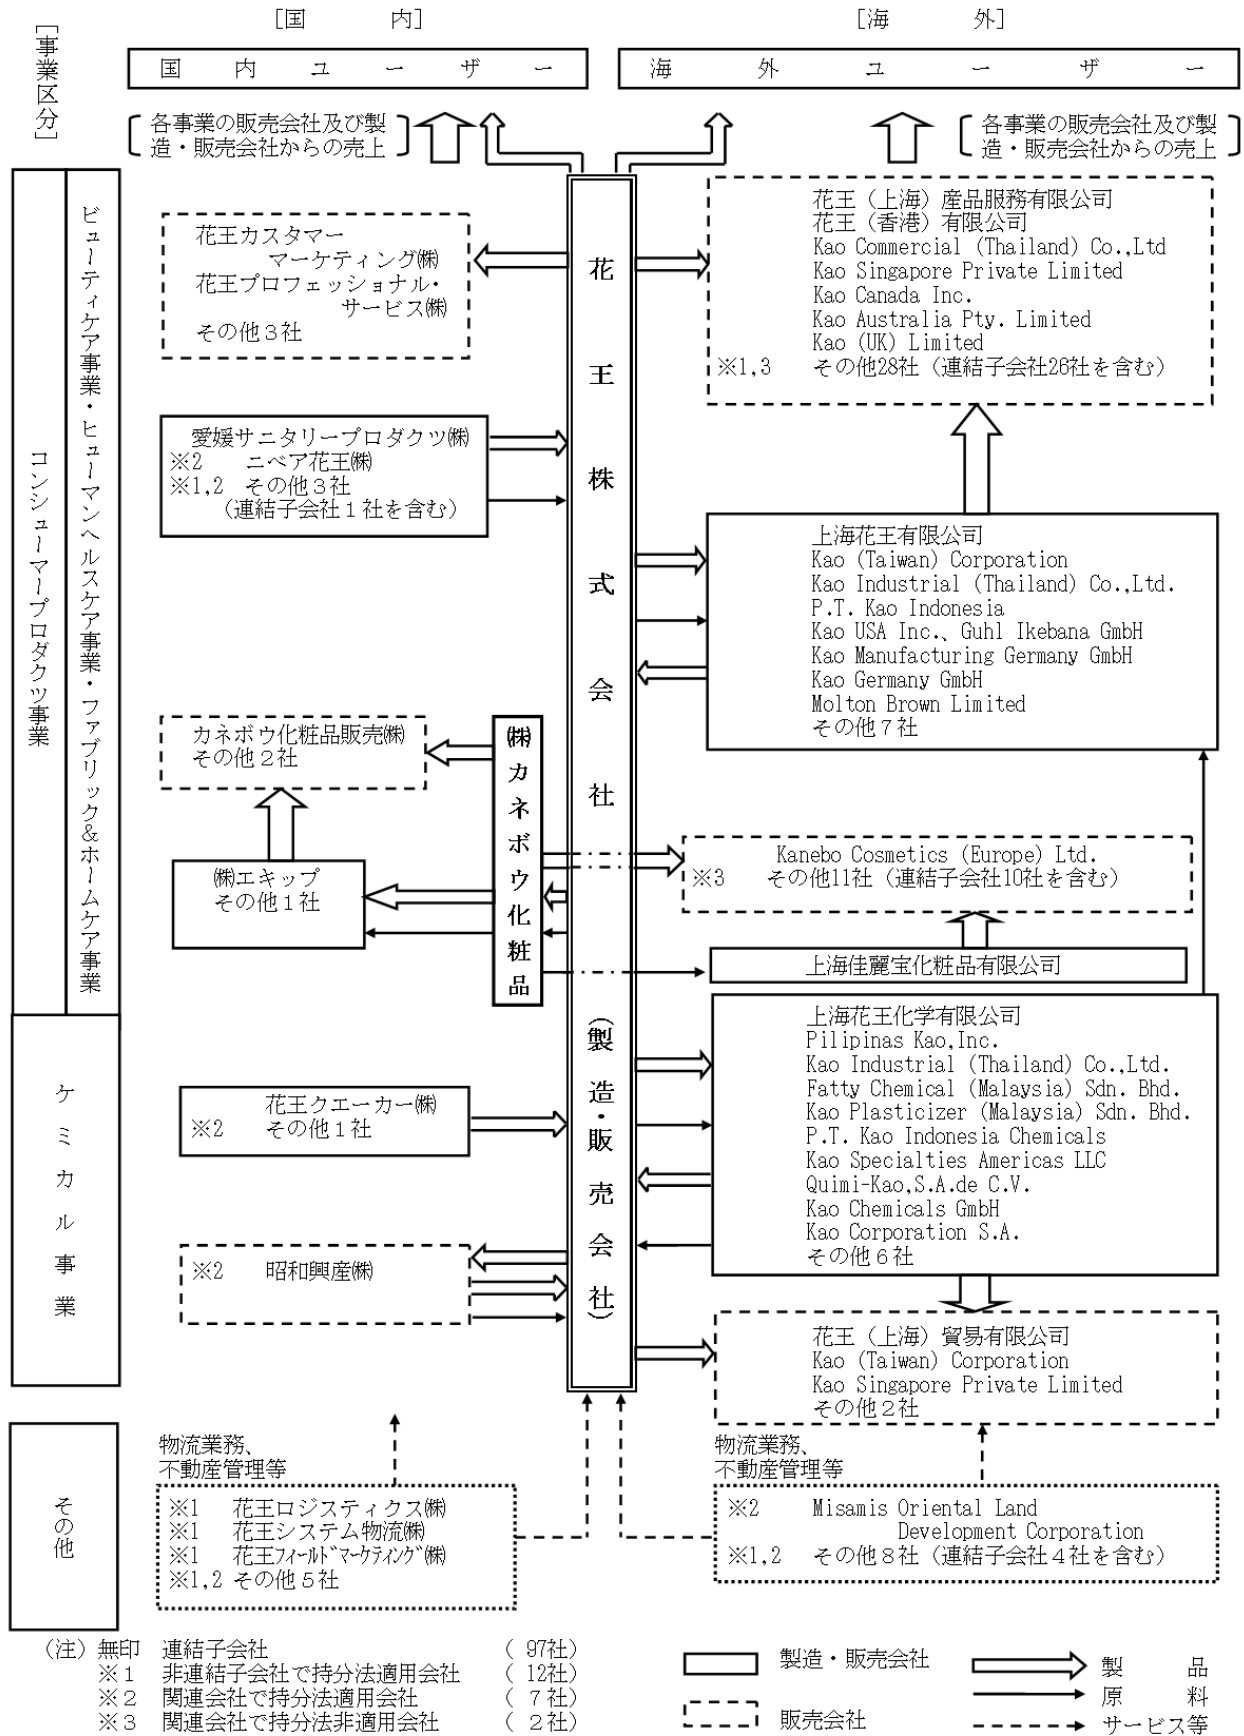 [国　　内]
[海　　外]
[事業区分]
国　内　ユ　ー　ザ　ー
海　外　ユ　ー　ザ　ー
各事業の販売会社及び製
造・販売会社からの売上
各事業の販売会社及び製
造・販売会社からの売上
コンシューマープロダクツ事業
ビューティケア事業・ヒューマンヘルスケア事業・ファブリック&ホームケア事業
花王カスタマー
マーケティング㈱
花王プロフェッショナル・
サービス㈱
その他３社
愛媛サニタリープロダクツ㈱
※2　ニベア花王㈱
※1,2　その他３社
（連結子会社１社を含む）
カネボウ化粧品販売㈱
その他２社
㈱エキップ
その他１社
㈱カネボウ化粧品
花王株式会社（製造・販売会社）
花王（上海）産品服務有限公司
花王（香港）有限公司
Kao Commercial (Thailand) Co.,Ltd
Kao Singapore Private Limited
Kao Canada Inc.
Kao Australia Pty. Limited
Kao (UK) Limited
※1,3　その他28社（連結子会社26社を含む）
上海花王有限公司
Kao (Taiwan) Corporation
Kao Industrial (Thailand) Co.,Ltd.
P.T. Kao Indonesia
Kao USA Inc.、Guhl Ikebana GmbH
Kao Manufacturing Germany GmbH
Kao Germany GmbH
Molton Brown Limited
その他７社
Kanebo Cosmetics (Europe) Ltd.
※3　その他11社（連結子会社10社を含む）
上海佳麗宝化粧品有限公司
ケミカル事業
花王クエーカー㈱
※2　その他１社
※2　昭和興産㈱
上海花王化学有限公司
Pilipinas Kao,Inc.
Kao Industrial (Thailand) Co.,Ltd.
Fatty Chemical (Malaysia) Sdn. Bhd.
Kao Plasticizer (Malaysia) Sdn. Bhd.
P.T. Kao Indonesia Chemicals
Kao Specialties Americas LLC
Quimi-Kao,S.A.de C.V.
Kao Chemicals GmbH
Kao Corporation S.A.
その他６社
花王（上海）貿易有限公司
Kao (Taiwan) Corporation
Kao Singapore Private Limited
その他２社
その他
物流業務、
不動産管理等
※1　花王ロジスティクス㈱
※1　花王システム物流㈱
※1　花王ﾌｨｰﾙﾄﾞﾏｰｹﾃｨﾝｸﾞ㈱
※1,2 その他５社
物流業務、
不動産管理等
※2　Misamis Oriental Land
Development Corporation
※1,2　その他８社（連結子会社４社を含む）
（注）無印　連結子会社　（ 97社）
※１　非連結子会社で持分法適用会社　（ 12社）
※２　関連会社で持分法適用会社　（ ７社）
※３　関連会社で持分法非適用会社　（ ２社）
製造・販売会社
販売会社
製　　品
原　　料
サービス等